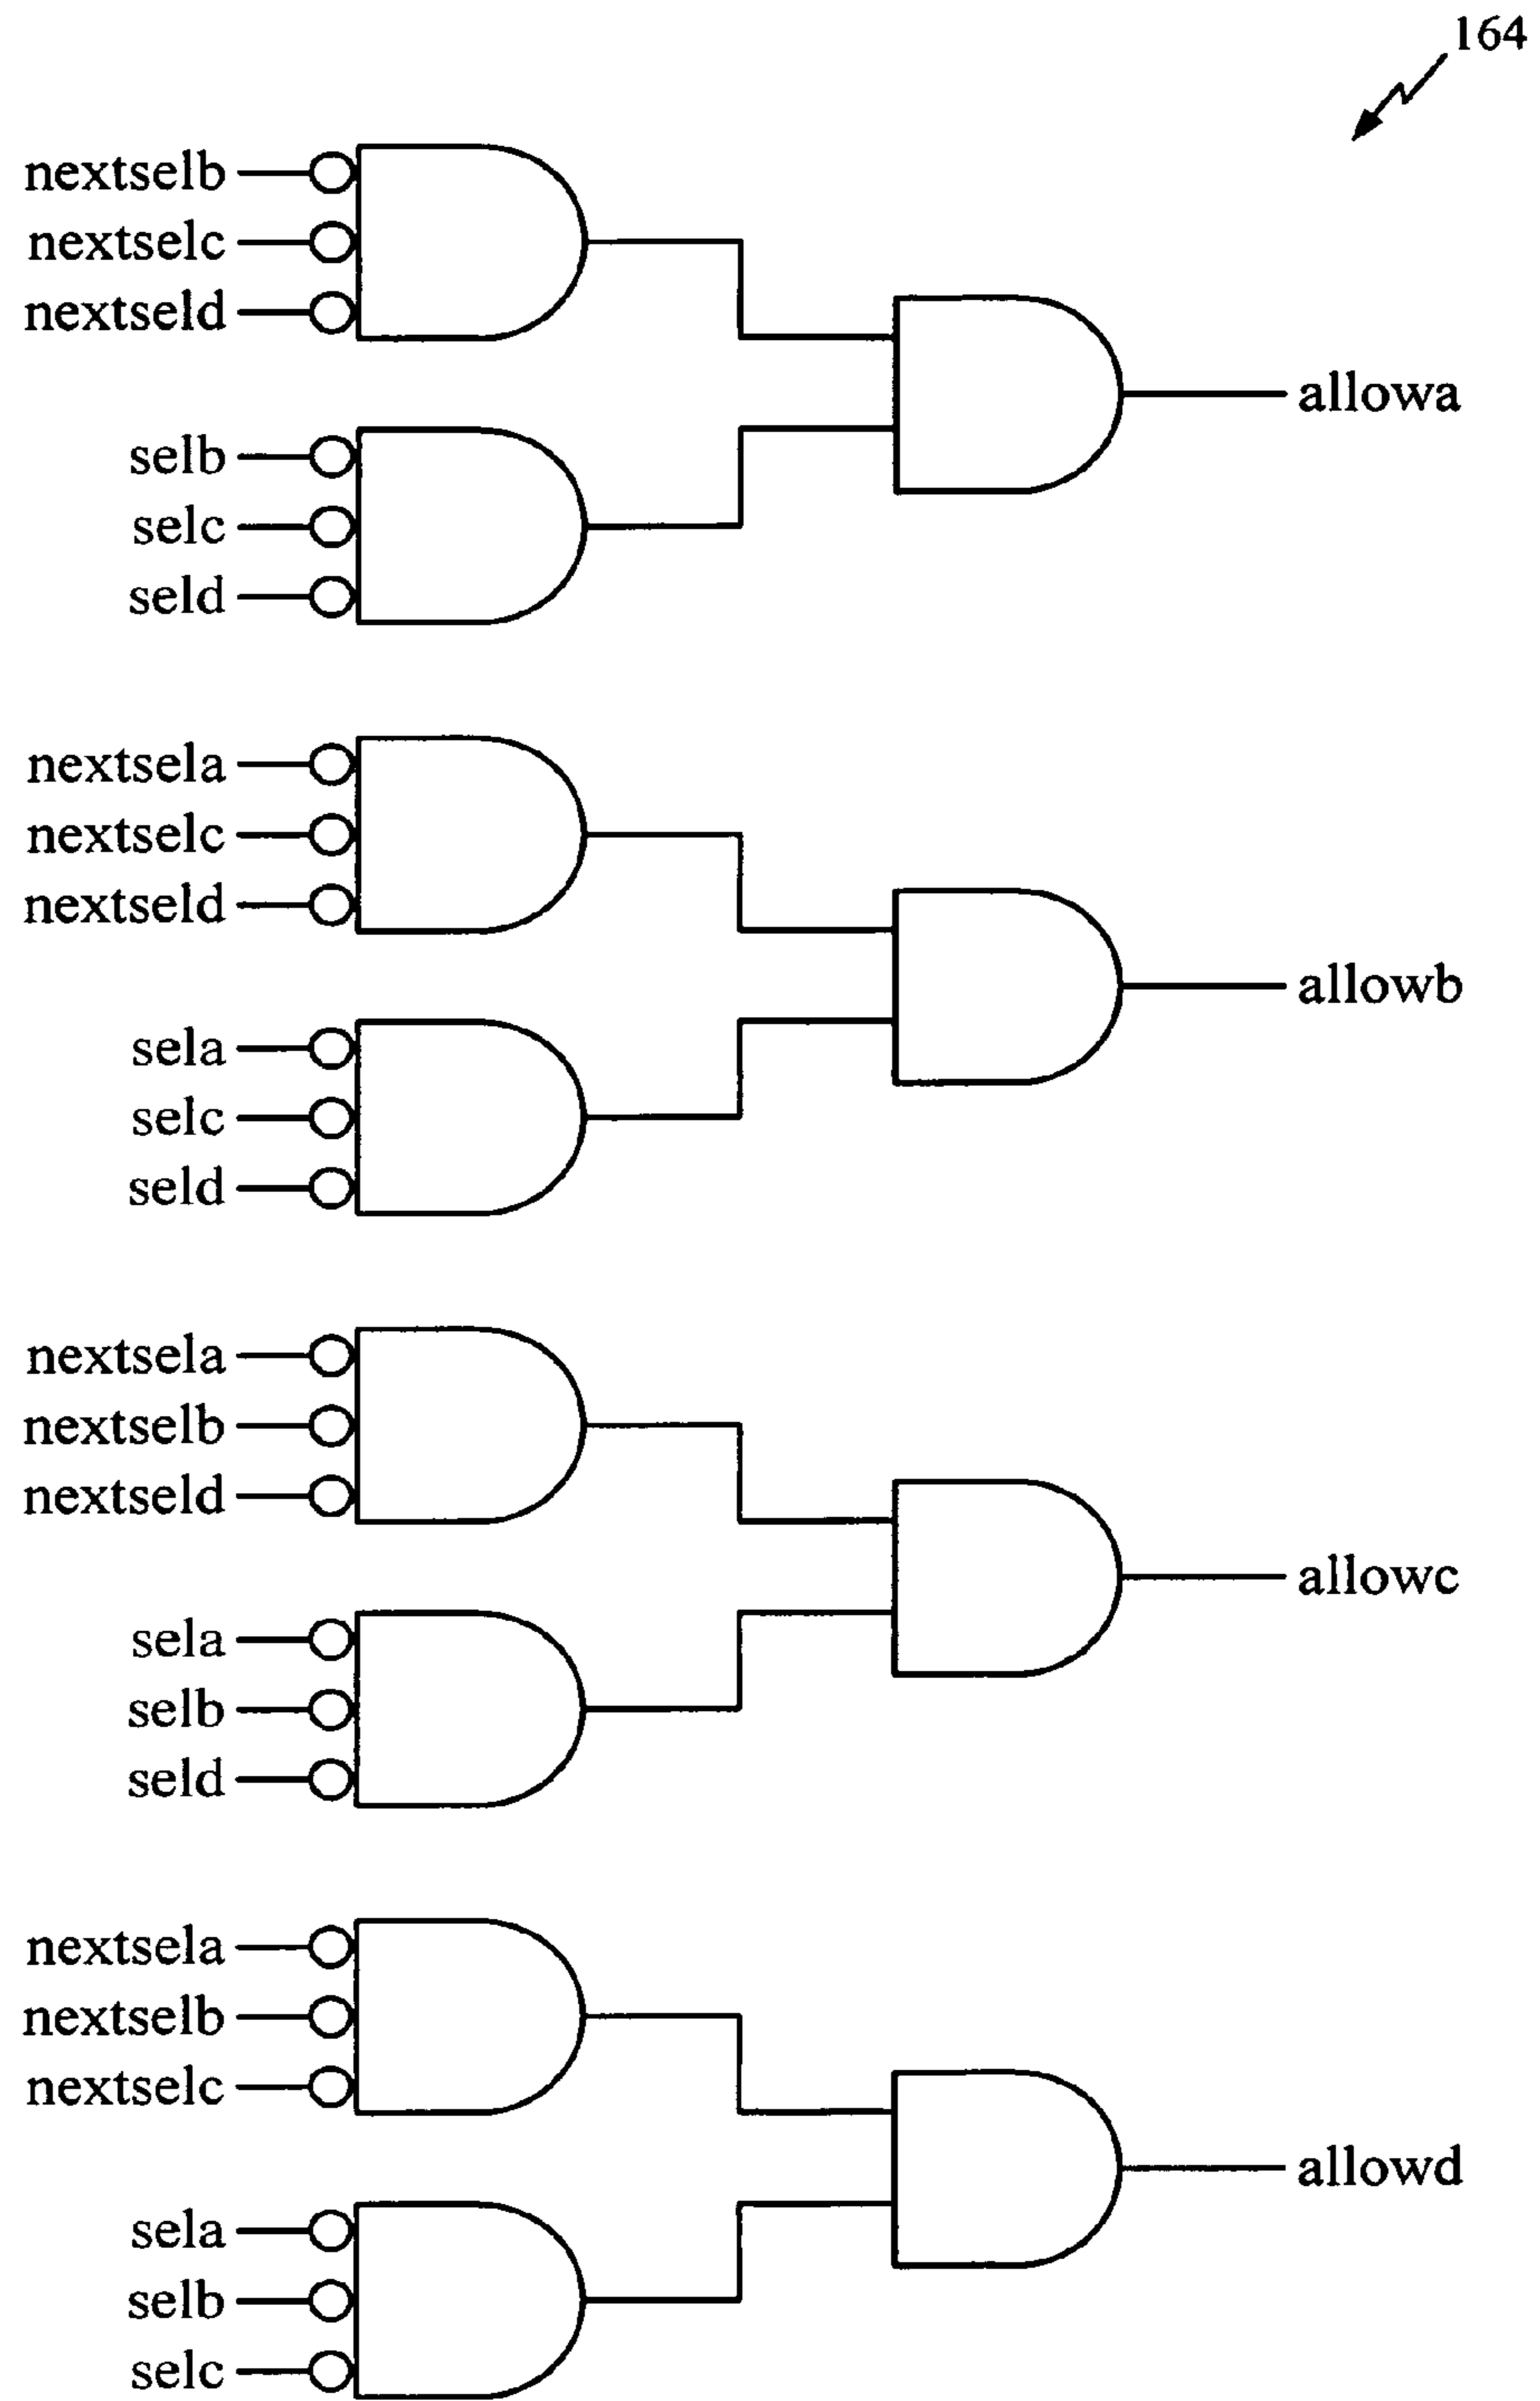 164
nextselb
nextselc
nextseld
allowa
selb
selc
seld
nextsela
nextselc
nextseld
allowb
sela
selc
seld
nextsela
nextselb
nextseld
allowc
sela
selb
seld
nextsela
nextselb
nextselc
allowd
sela
selb
selc